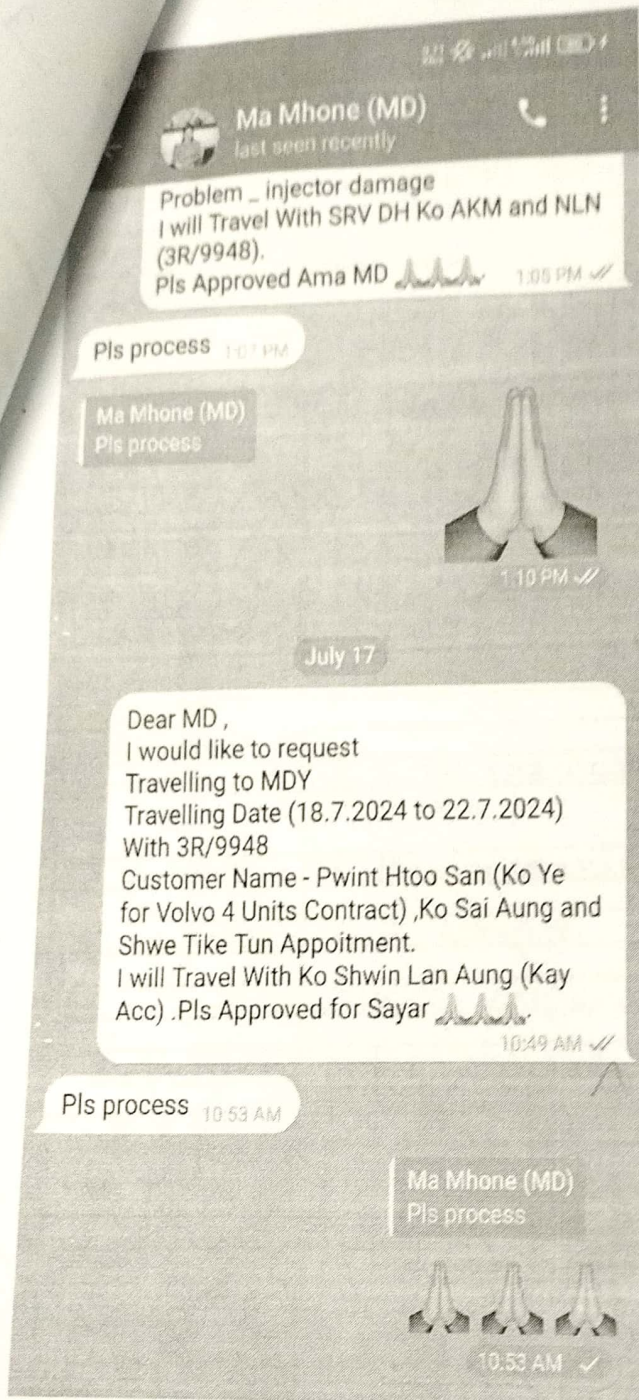 Ma Mhone (MD)
last seen recently
Problem _ injector damage
I will Travel With SRV DH Ko AKM and NLN
(3R/9948).
Pls Approved Ama MD 🙏🙏🙏
1:05 PM
Pls process 1:07 PM
Ma Mhone (MD)
Pls process
1:10 PM
July 17
Dear MD ,
I would like to request
Travelling to MDY
Travelling Date (18.7.2024 to 22.7.2024)
With 3R/9948
Customer Name - Pwint Htoo San (Ko Ye
for Volvo 4 Units Contract) ,Ko Sai Aung and
Shwe Tike Tun Appoitment.
I will Travel With Ko Shwin Lan Aung (Kay
Acc) .Pls Approved for Sayar 🙏🙏🙏.
10:49 AM
Pls process 10:53 AM
Ma Mhone (MD)
Pls process
🙏🙏🙏
10:53 AM